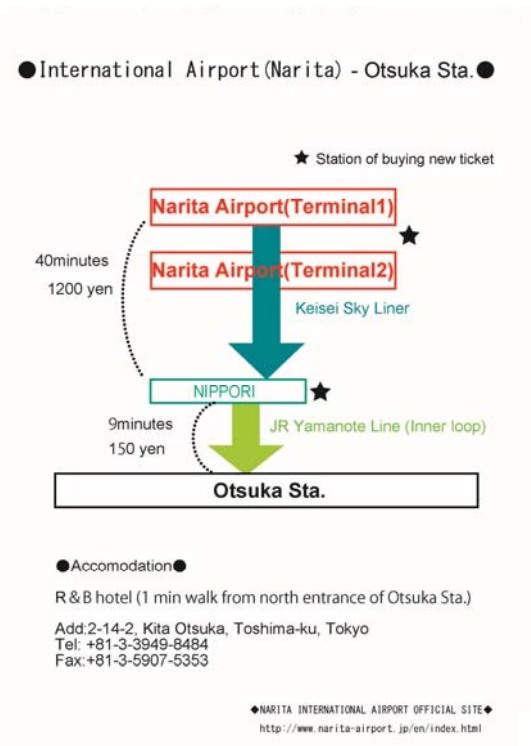 ●International Airport(Narita) - Otsuka Sta.●
★ Station of buying new ticket
Narita Airport(Terminal1)
★
40minutes
1200 yen
Narita Airport(Terminal2)
Keisei Sky Liner
NIPPORI ★
9minutes
150 yen
JR Yamanote Line (Inner loop)
Otsuka Sta.
●Accomodation●
R&B hotel (1 min walk from north entrance of Otsuka Sta.)
Add:2-14-2, Kita Otsuka, Toshima-ku, Tokyo
Tel: +81-3-3949-8484
Fax:+81-3-5907-5353
◆NARITA INTERNATIONAL AIRPORT OFFICIAL SITE◆
http://www.narita-airport.jp/en/index.html